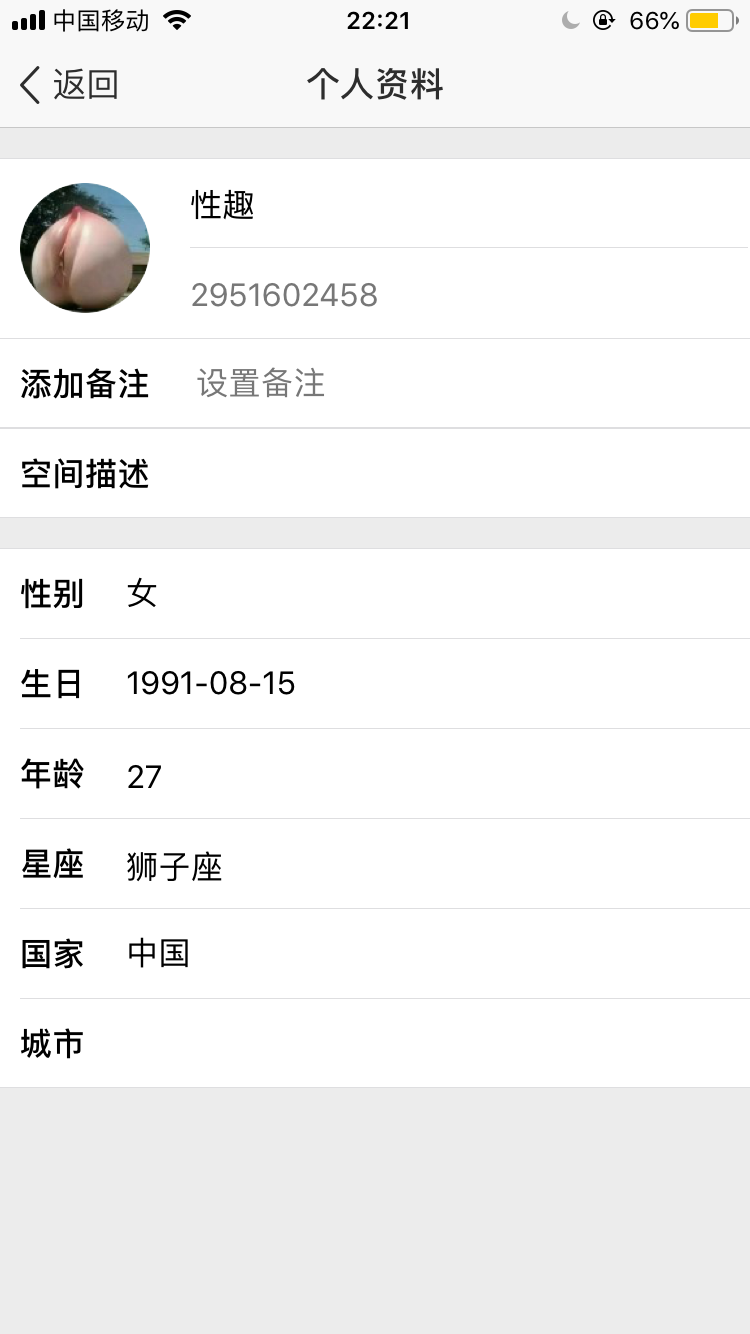 中国移动 22:21 66%
返回 个人资料
性趣
2951602458
添加备注 设置备注
空间描述
性别 女
生日 1991-08-15
年龄 27
星座 狮子座
国家 中国
城市